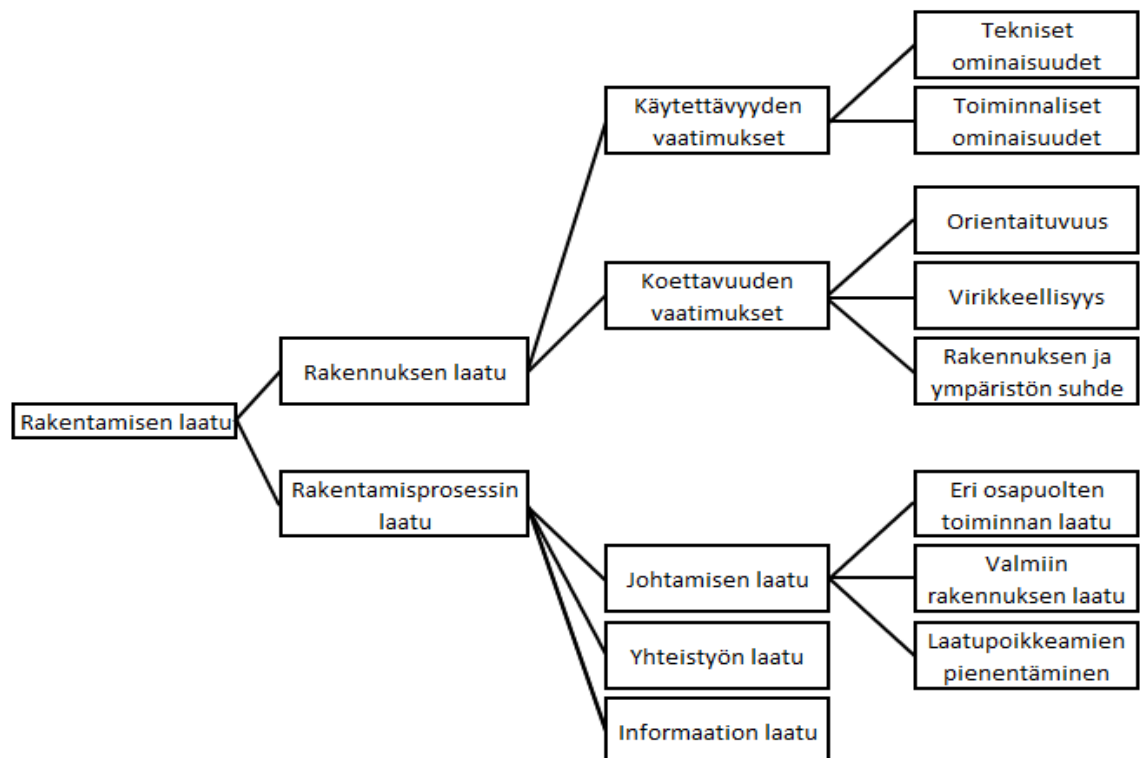 Rakentamisen laatu
Rakennuksen laatu
Käytettävyyden
vaatimukset
Tekniset
ominaisuudet
Toiminnaliset
ominaisuudet
Koettavuuden
vaatimukset
Orientaituvuus
Virikkeellisyys
Rakennuksen ja
ympäristön suhde
Rakentamisprosessin
laatu
Johtamisen laatu
Eri osapuolten
toiminnan laatu
Valmiin
rakennuksen laatu
Laatupoikkeamien
pienentäminen
Yhteistyön laatu
Informaation laatu